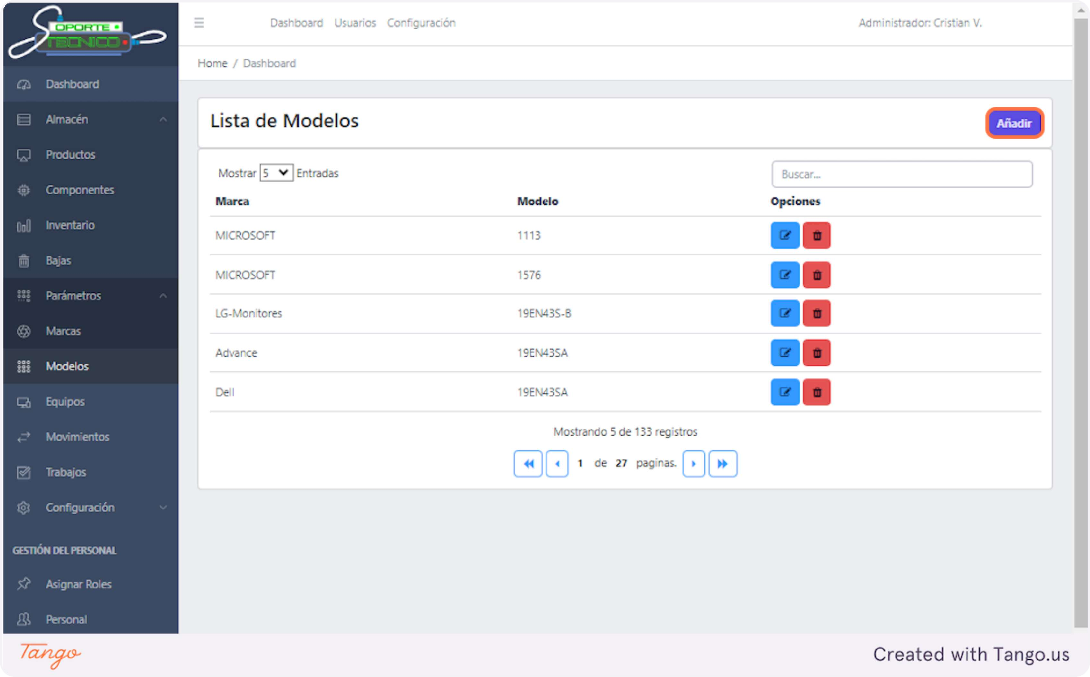 SOPORTE
TECNICO
Dashboard Usuarios Configuración
Administrador: Cristian V.
Home / Dashboard
Dashboard
Almacén
Productos
Componentes
Inventario
Bajas
Parámetros
Marcas
Modelos
Equipos
Movimientos
Trabajos
Configuración
GESTIÓN DEL PERSONAL
Asignar Roles
Personal
Lista de Modelos
Añadir
Mostrar 5 Entradas
Buscar...
Marca Modelo Opciones
MICROSOFT 1113
MICROSOFT 1576
LG-Monitores 19EN43S-B
Advance 19EN43SA
Dell 19EN43SA
Mostrando 5 de 133 registros
1 de 27 paginas.
Tango
Created with Tango.us